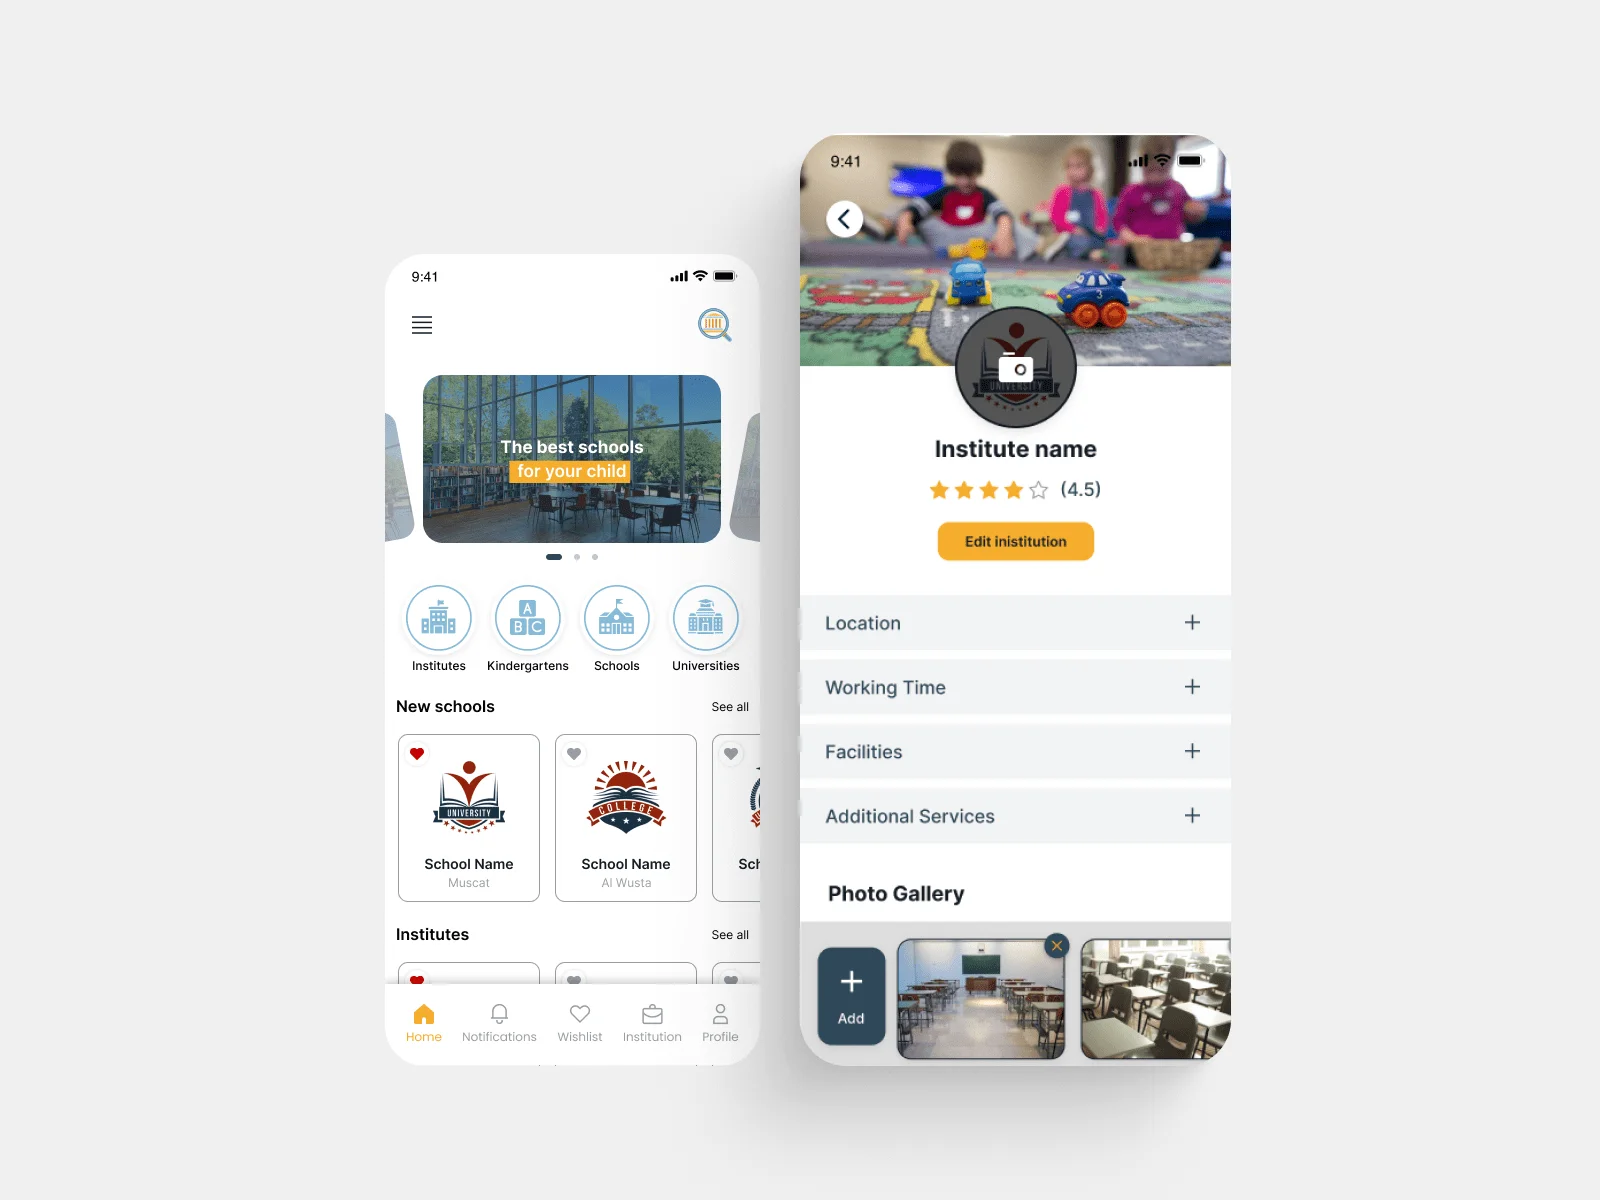 9:41
The best schools
for your child
A
B C
Institutes
Kindergartens
Schools
Universities
New schools
See all
UNIVERSITY
COLLEGE
School Name
Muscat
School Name
Al Wusta
Sch
Institutes
See all
Home
Notifications
Wishlist
Institution
Profile
9:41
3
UNIVERSITY
Institute name
(4.5)
Edit inistitution
Location
Working Time
Facilities
Additional Services
Photo Gallery
Add